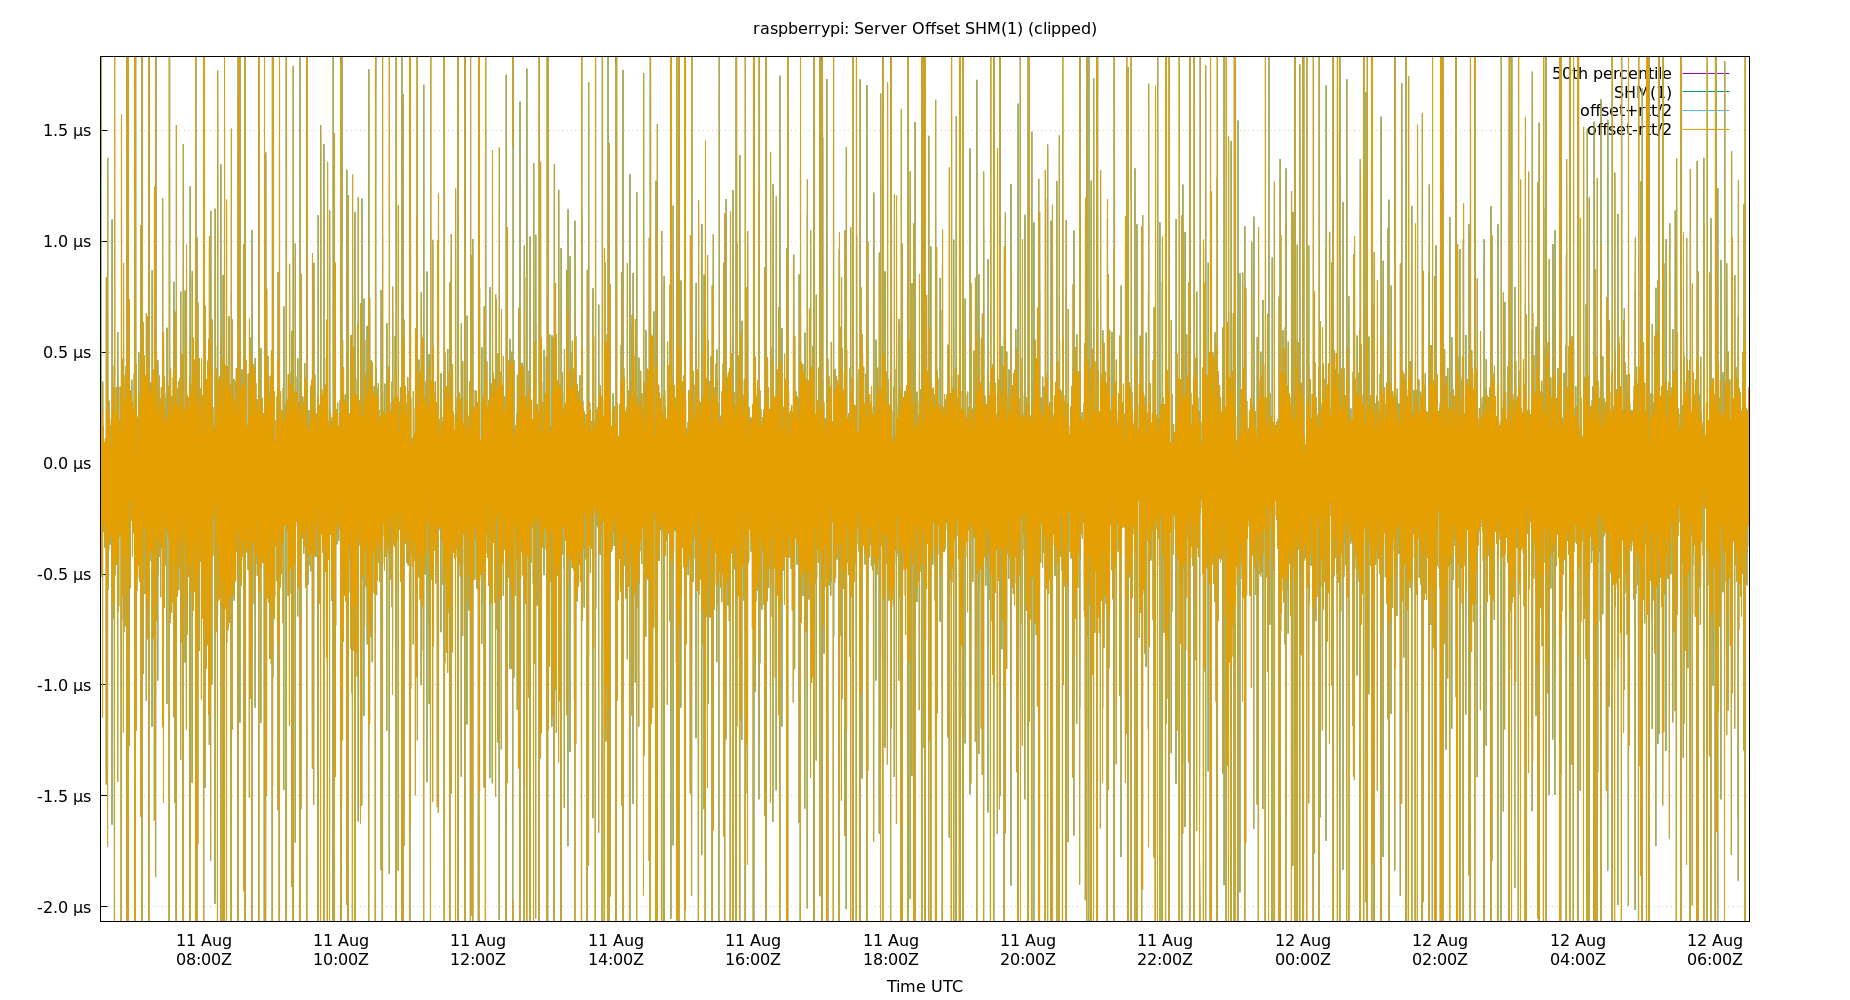 raspberrypi: Server Offset SHM(1) (clipped)
50th percentile
SHM(1)
offset+rtt/2
offset-rtt/2
1.5 µs
1.0 µs
0.5 µs
0.0 µs
-0.5 µs
-1.0 µs
-1.5 µs
-2.0 µs
11 Aug 11 Aug 11 Aug 11 Aug 11 Aug 11 Aug 11 Aug 11 Aug 12 Aug 12 Aug 12 Aug 12 Aug
08:00Z 10:00Z 12:00Z 14:00Z 16:00Z 18:00Z 20:00Z 22:00Z 00:00Z 02:00Z 04:00Z 06:00Z
Time UTC